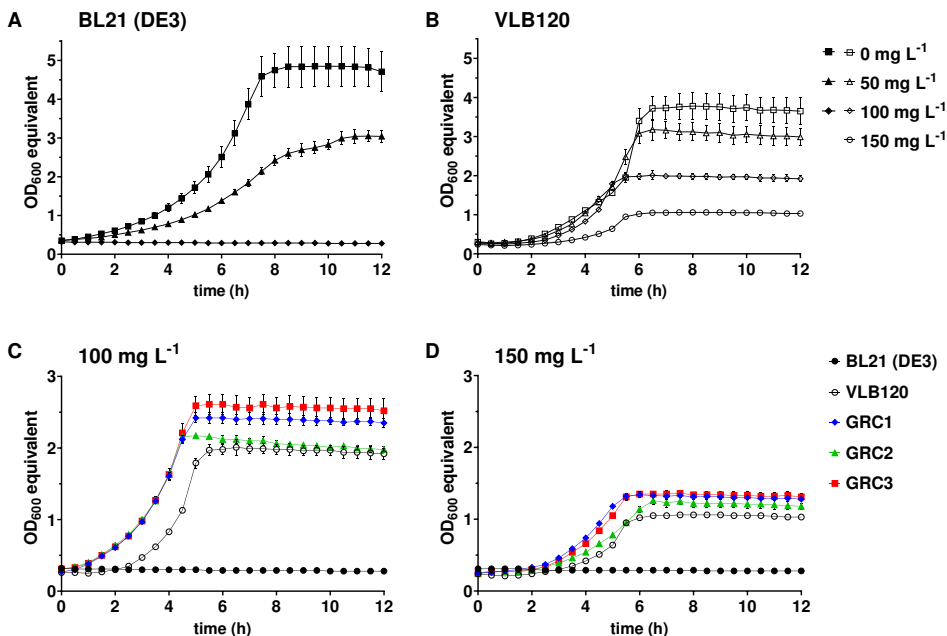 A BL21 (DE3)
OD600 equivalent
5
4
3
2
1
0
0 2 4 6 8 10 12
time (h)
B VLB120
OD600 equivalent
5
4
3
2
1
0
0 2 4 6 8 10 12
time (h)
0 mg L-1
50 mg L-1
100 mg L-1
150 mg L-1
C 100 mg L-1
OD600 equivalent
3
2
1
0
0 2 4 6 8 10 12
time (h)
D 150 mg L-1
OD600 equivalent
3
2
1
0
0 2 4 6 8 10 12
time (h)
BL21 (DE3)
VLB120
GRC1
GRC2
GRC3